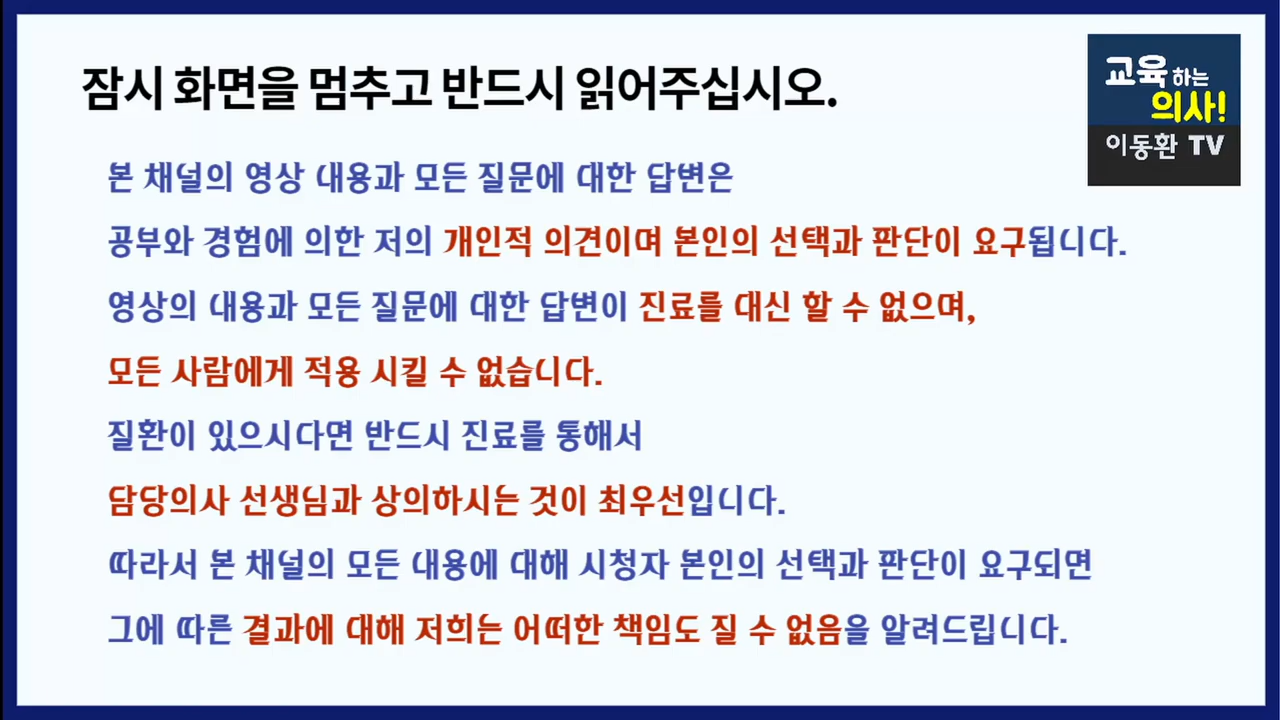 잠시 화면을 멈추고 반드시 읽어주십시오.
교육하는
의사!
이동환 TV
본 채널의 영상 내용과 모든 질문에 대한 답변은
공부와 경험에 의한 저의 개인적 의견이며 본인의 선택과 판단이 요구됩니다.
영상의 내용과 모든 질문에 대한 답변이 진료를 대신 할 수 없으며,
모든 사람에게 적용 시킬 수 없습니다.
질환이 있으시다면 반드시 진료를 통해서
담당의사 선생님과 상의하시는 것이 최우선입니다.
따라서 본 채널의 모든 내용에 대해 시청자 본인의 선택과 판단이 요구되면
그에 따른 결과에 대해 저희는 어떠한 책임도 질 수 없음을 알려드립니다.